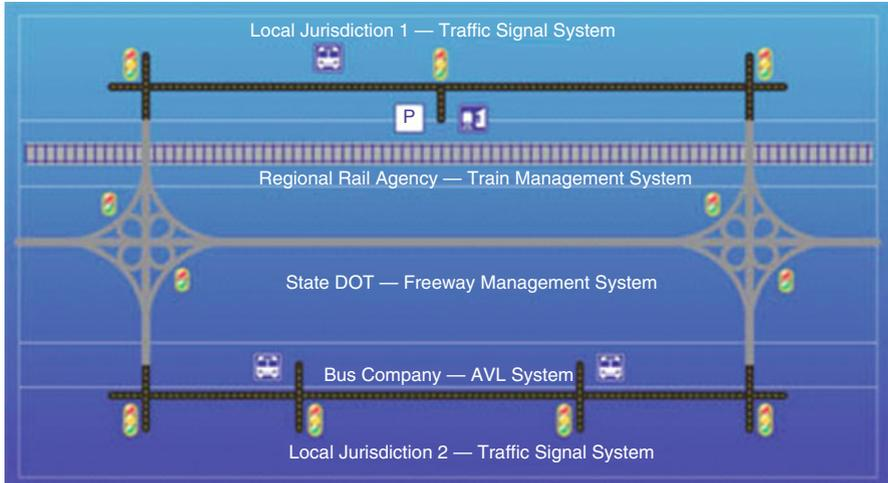 Local Jurisdiction 1 — Traffic Signal System
P
Regional Rail Agency — Train Management System
State DOT — Freeway Management System
Bus Company — AVL System
Local Jurisdiction 2 — Traffic Signal System